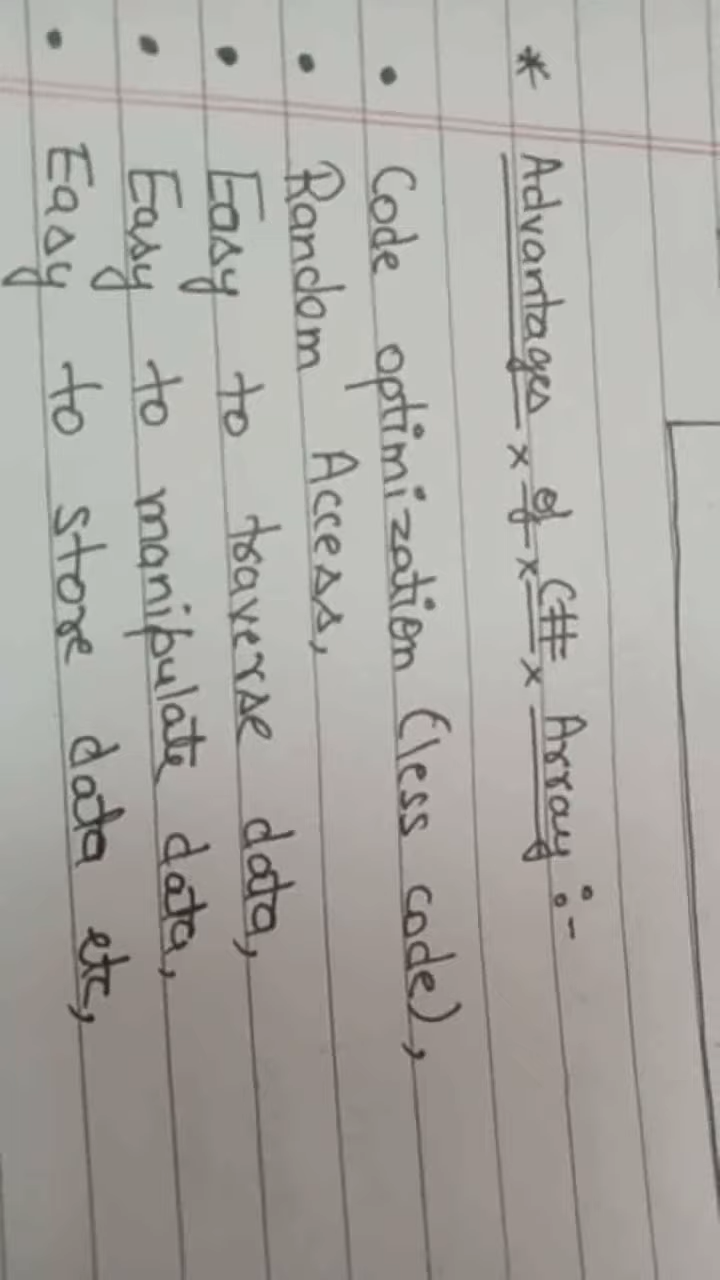 * Advantages of C# Array :-
• Code optimization (less code),
• Random Access,
• Easy to traverse data,
• Easy to manipulate data,
• Easy to store data etc,